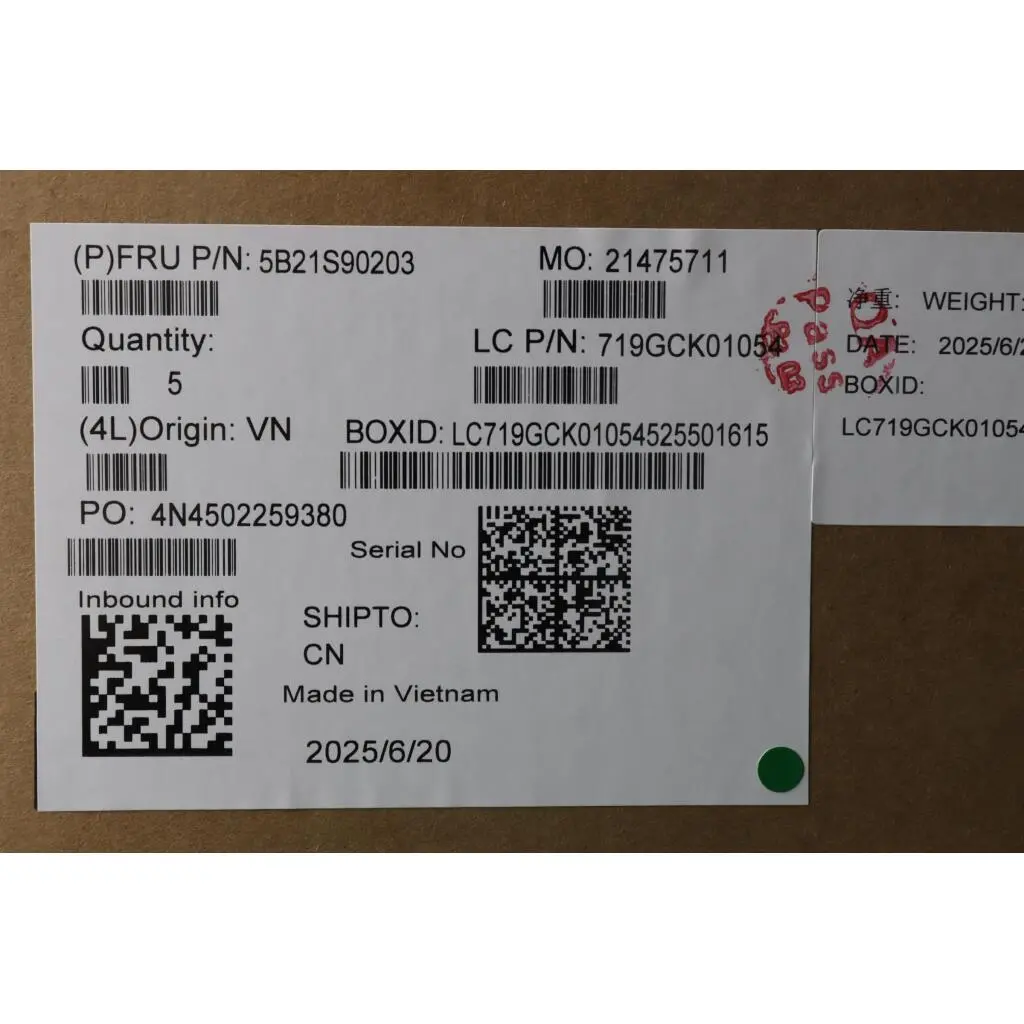 (P)FRU P/N: 5B21S90203
MO: 21475711
Quantity:
5
LC P/N: 719GCK01054
(4L)Origin: VN
BOXID: LC719GCK01054525501615
PO: 4N4502259380
Serial No
Inbound info
SHIPTO:
CN
Made in Vietnam
2025/6/20
净重: WEIGHT:
DATE: 2025/6/2
BOXID:
LC719GCK01054
QA
Pass